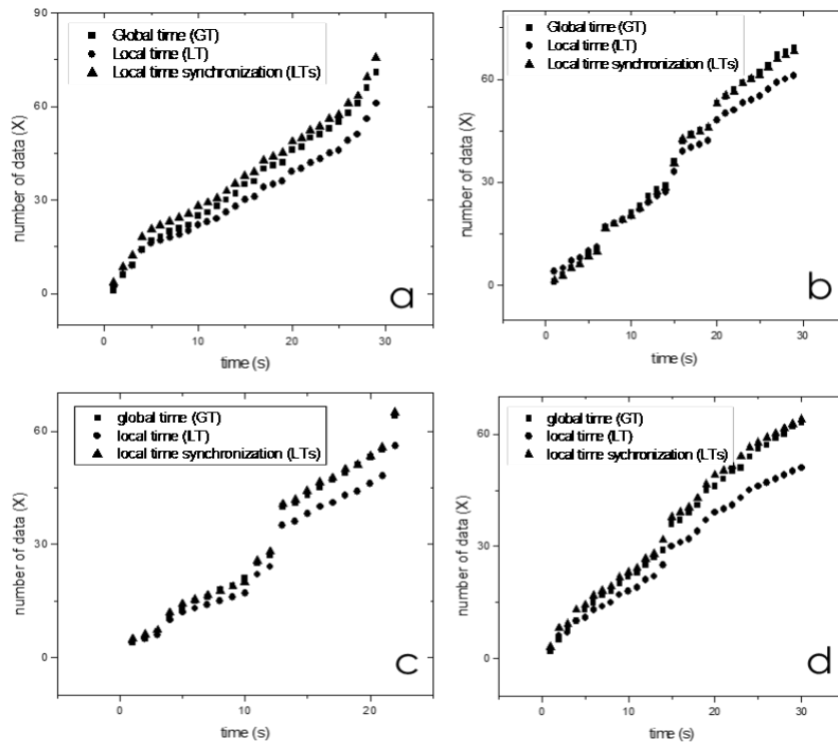 90
60
30
0
number of data (X)
Global time (GT)
Local time (LT)
Local time synchronization (LTs)
a
0
10
20
30
time (s)
90
60
30
0
number of data (X)
Global time (GT)
Local time (LT)
Local time synchronization (LTs)
b
0
10
20
30
time (s)
60
30
0
number of data (X)
global time (GT)
local time (LT)
local time synchronization (LTs)
c
0
10
20
time (s)
60
30
0
number of data (X)
global time (GT)
local time (LT)
local time sychronization (LTs)
d
0
10
20
30
time (s)